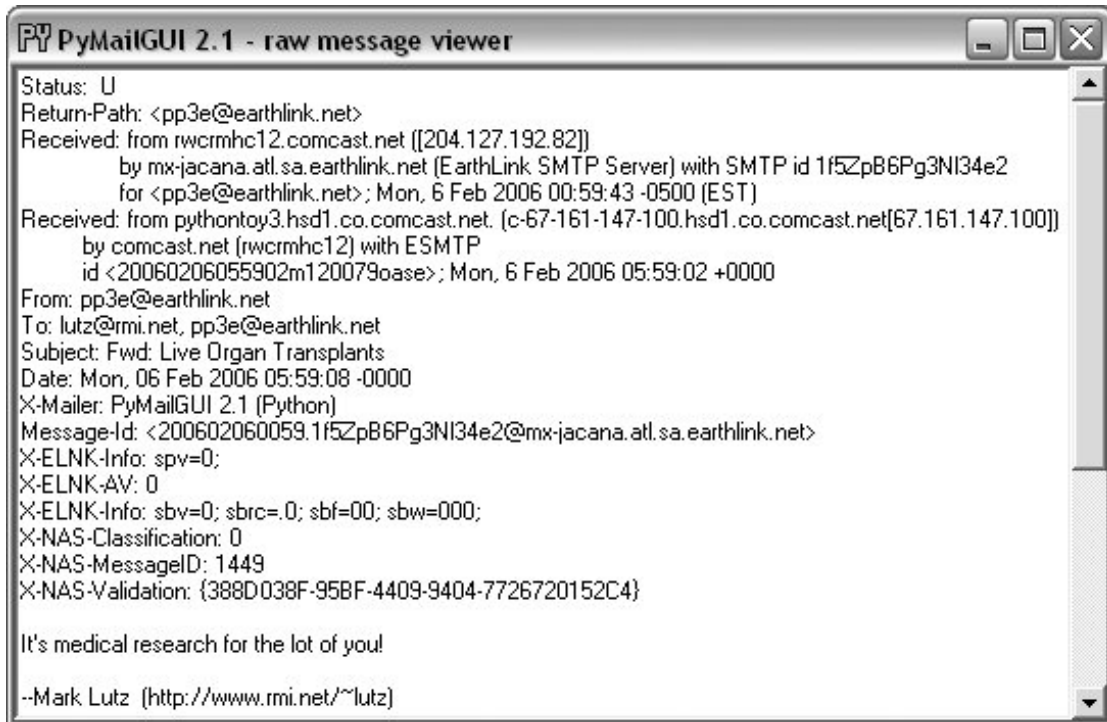 PY PyMailGUI 2.1 - raw message viewer
Status:  U
Return-Path: <pp3e@earthlink.net>
Received: from rwcrmhc12.comcast.net ([204.127.192.82])
by mx-jacana.atl.sa.earthlink.net (EarthLink SMTP Server) with SMTP id 1f5ZpB6Pg3Nl34e2
for <pp3e@earthlink.net>; Mon, 6 Feb 2006 00:59:43 -0500 (EST)
Received: from pythontoy3.hsd1.co.comcast.net. (c-67-161-147-100.hsd1.co.comcast.net[67.161.147.100])
by comcast.net (rwcrmhc12) with ESMTP
id <20060206055902m120079oase>; Mon, 6 Feb 2006 05:59:02 +0000
From: pp3e@earthlink.net
To: lutz@rmi.net, pp3e@earthlink.net
Subject: Fwd: Live Organ Transplants
Date: Mon, 06 Feb 2006 05:59:08 -0000
X-Mailer: PyMailGUI 2.1 (Python)
Message-Id: <200602060059.1f5ZpB6Pg3Nl34e2@mx-jacana.atl.sa.earthlink.net>
X-ELNK-Info: spv=0;
X-ELNK-AV: 0
X-ELNK-Info: sbv=0; sbrc=.0; sbf=00; sbw=000;
X-NAS-Classification: 0
X-NAS-MessageID: 1449
X-NAS-Validation: {388D038F-95BF-4409-9404-7726720152C4}
It's medical research for the lot of you!
--Mark Lutz  (http://www.rmi.net/~lutz)